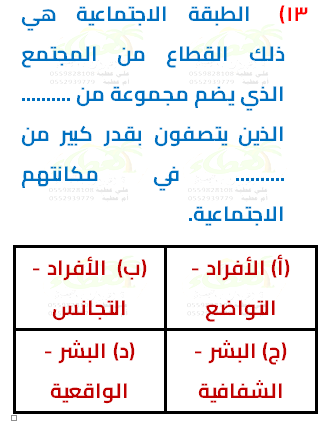 ١٣) الطبقة الاجتماعية هي
ذلك القطاع من المجتمع
الذي يضم مجموعة من ..........
الذين يتصفون بقدر كبير من
.......... في مكانتهم
الاجتماعية.
(أ) الأفراد - التواضع
(ب) الأفراد - التجانس
(ج) البشر - الشفافية
(د) البشر - الواقعية